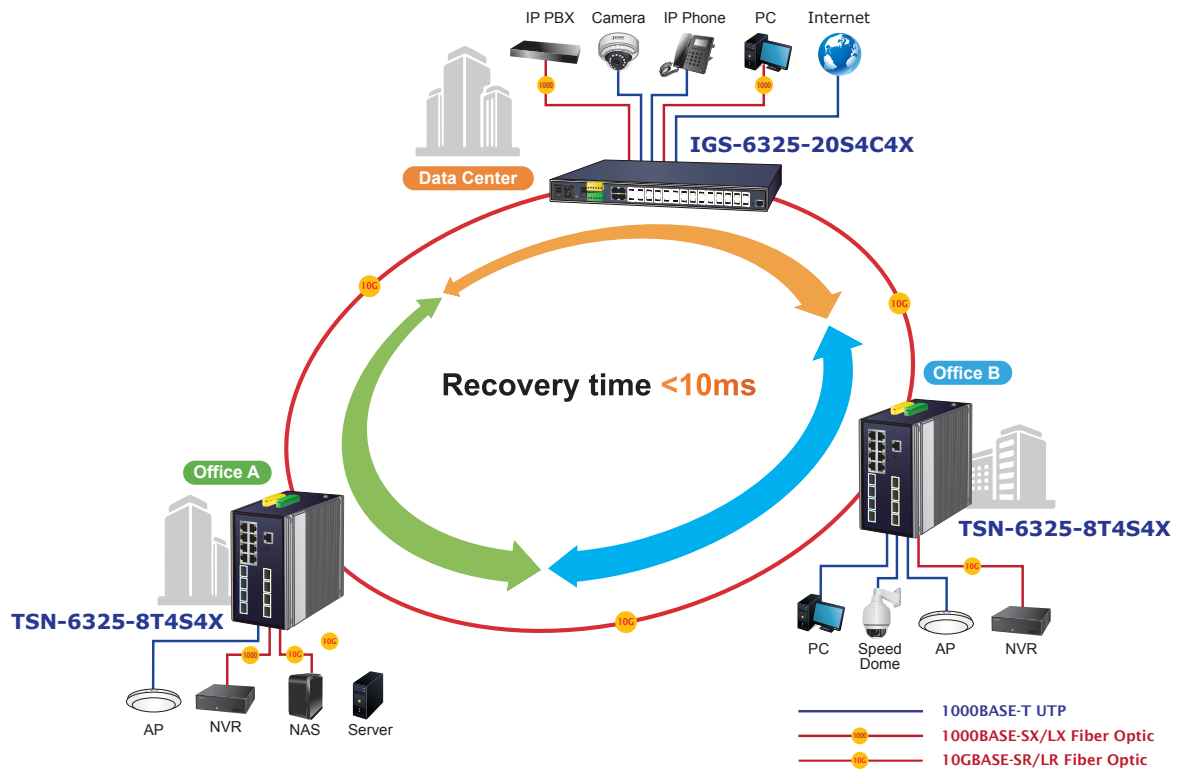 IP PBX
Camera
IP Phone
PC
Internet
1000
1000
IGS-6325-20S4C4X
Data Center
10G
10G
Recovery time <10ms
Office B
Office A
TSN-6325-8T4S4X
TSN-6325-8T4S4X
10G
10G
10G
1000
10G
PC
Speed
Dome
AP
NVR
AP
NVR
NAS
Server
1000BASE-T UTP
1000
1000BASE-SX/LX Fiber Optic
10G
10GBASE-SR/LR Fiber Optic